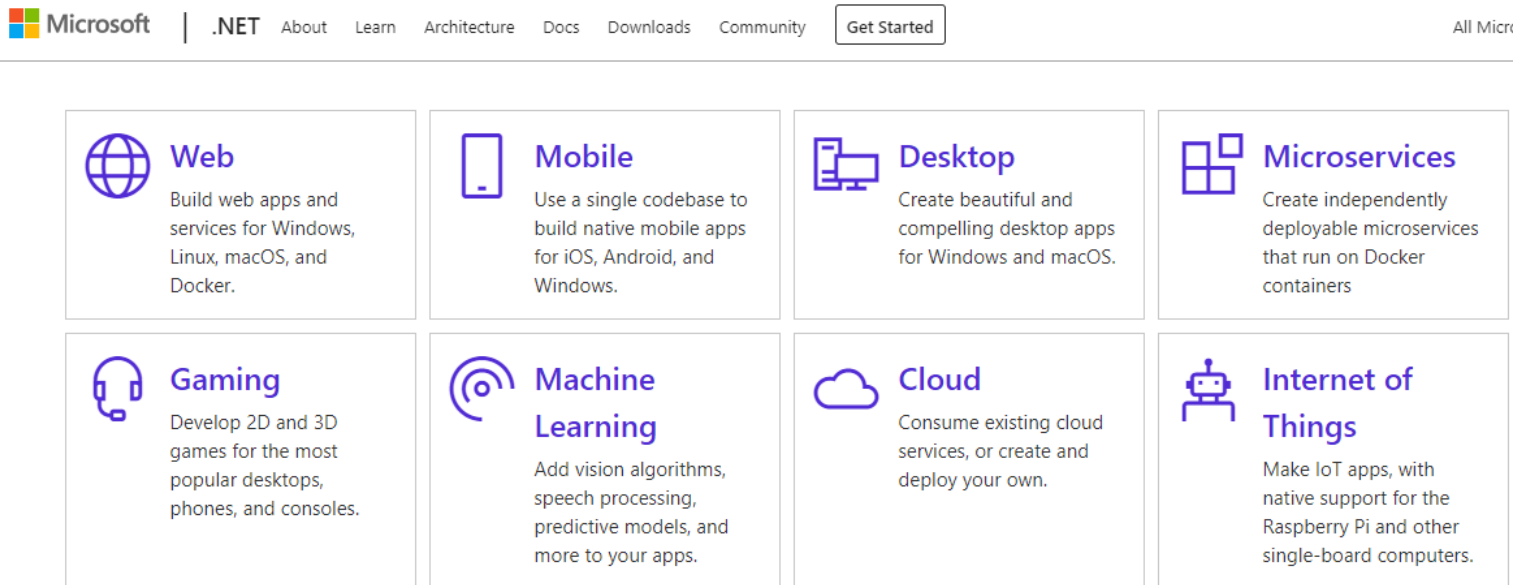 Microsoft | .NET About Learn Architecture Docs Downloads Community Get Started All
Web
Build web apps and
services for Windows,
Linux, macOS, and
Docker.
Mobile
Use a single codebase to
build native mobile apps
for iOS, Android, and
Windows.
Desktop
Create beautiful and
compelling desktop apps
for Windows and macOS.
Microservices
Create independently
deployable microservices
that run on Docker
containers
Gaming
Develop 2D and 3D
games for the most
popular desktops,
phones, and consoles.
Machine
Learning
Add vision algorithms,
speech processing,
predictive models, and
more to your apps.
Cloud
Consume existing cloud
services, or create and
deploy your own.
Internet of
Things
Make IoT apps, with
native support for the
Raspberry Pi and other
single-board computers.